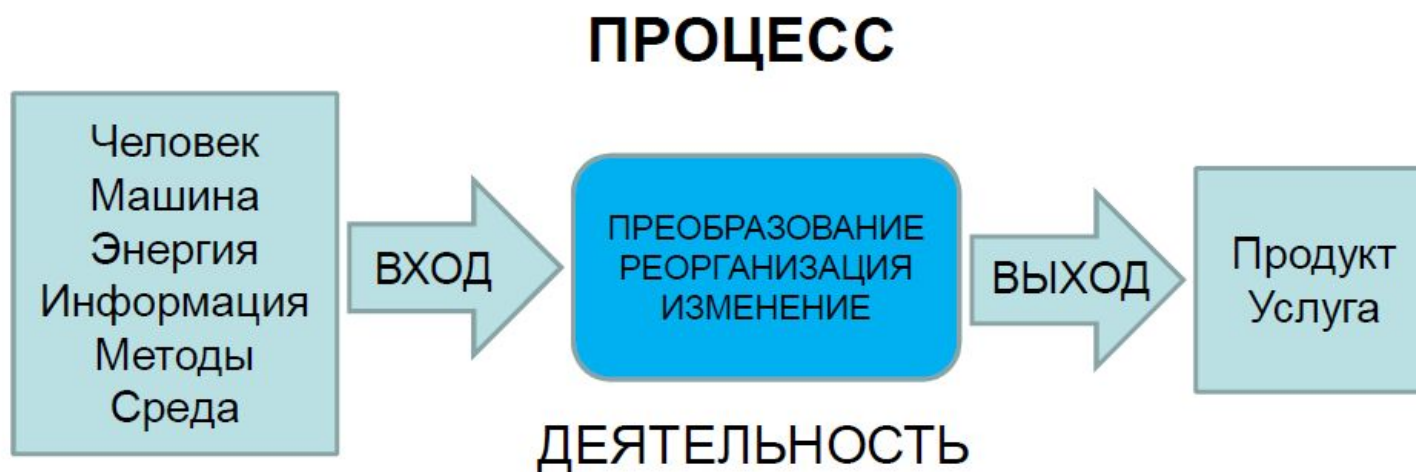 ПРОЦЕСС
Человек
Машина
Энергия
Информация
Методы
Среда
ВХОД
ПРЕОБРАЗОВАНИЕ
РЕОРГАНИЗАЦИЯ
ИЗМЕНЕНИЕ
ВЫХОД
Продукт
Услуга
ДЕЯТЕЛЬНОСТЬ